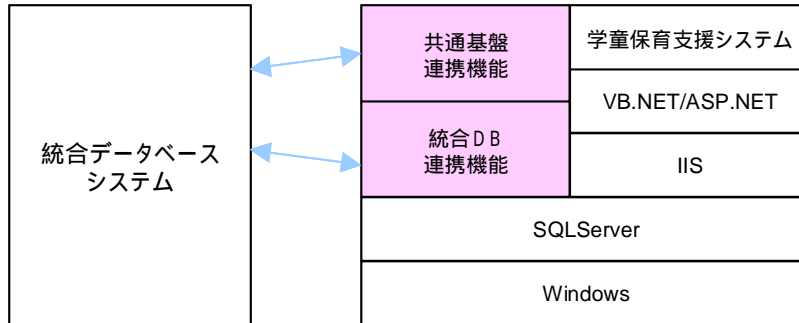 統合データベース
システム
共通基盤
連携機能
統合DB
連携機能
学童保育支援システム
VB.NET/ASP.NET
IIS
SQLServer
Windows